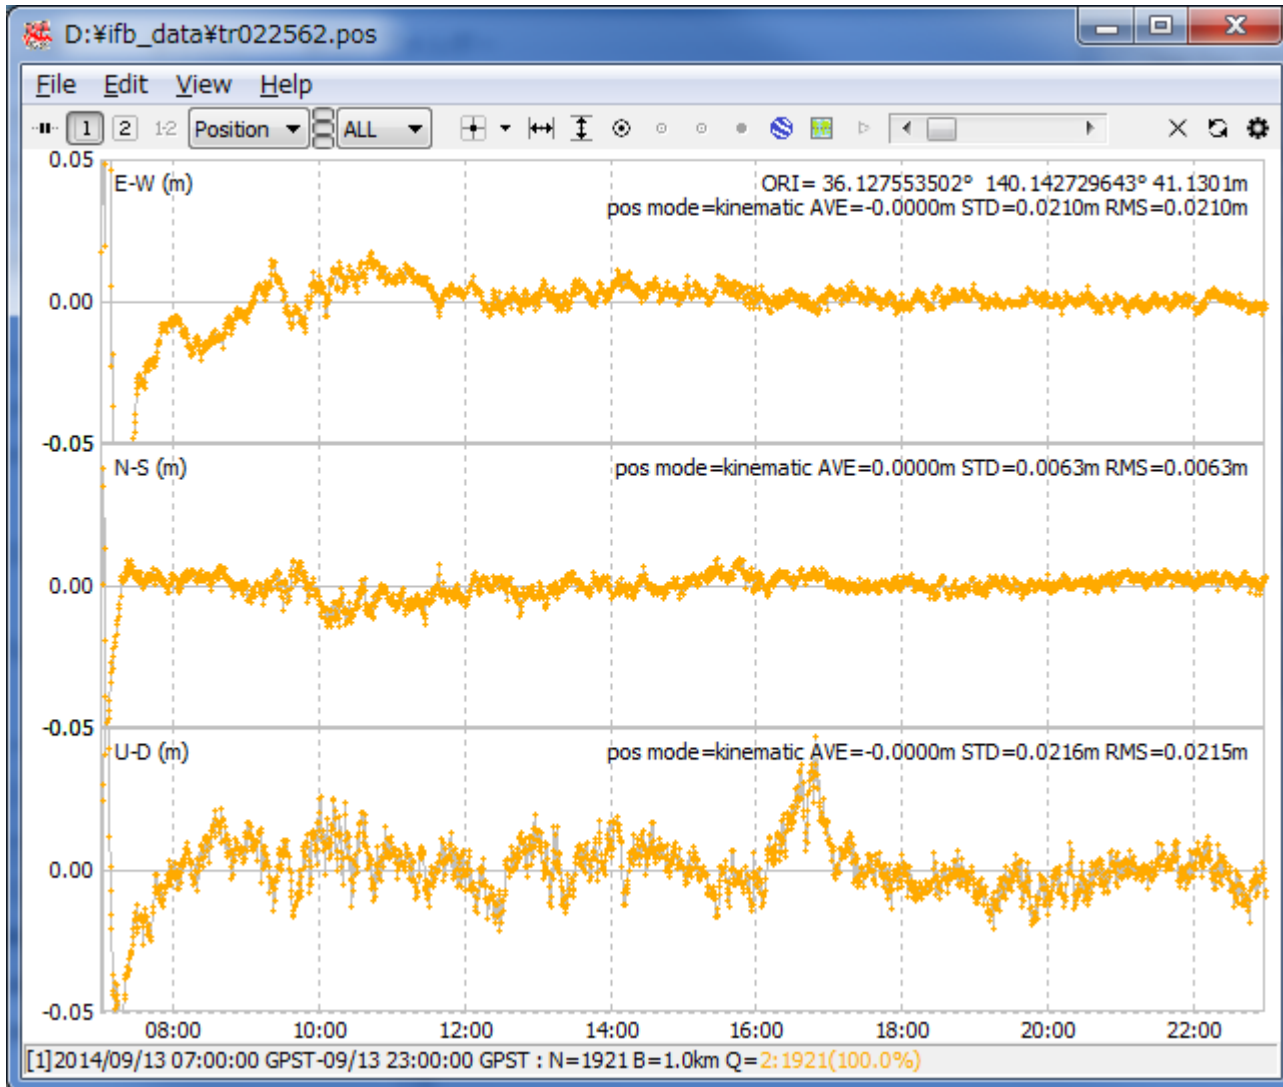 D:¥ifb_data¥tr022562.pos
File Edit View Help
1 2 1-2 Position ALL
0.05
E-W (m)
ORI= 36.127553502° 140.142729643° 41.1301m
pos mode=kinematic AVE=-0.0000m STD=0.0210m RMS=0.0210m
0.00
-0.05
N-S (m)
pos mode=kinematic AVE=0.0000m STD=0.0063m RMS=0.0063m
0.00
-0.05
U-D (m)
pos mode=kinematic AVE=-0.0000m STD=0.0216m RMS=0.0215m
0.00
-0.05
08:00 10:00 12:00 14:00 16:00 18:00 20:00 22:00
[1]2014/09/13 07:00:00 GPST-09/13 23:00:00 GPST : N=1921 B=1.0km Q=2:1921(100.0%)